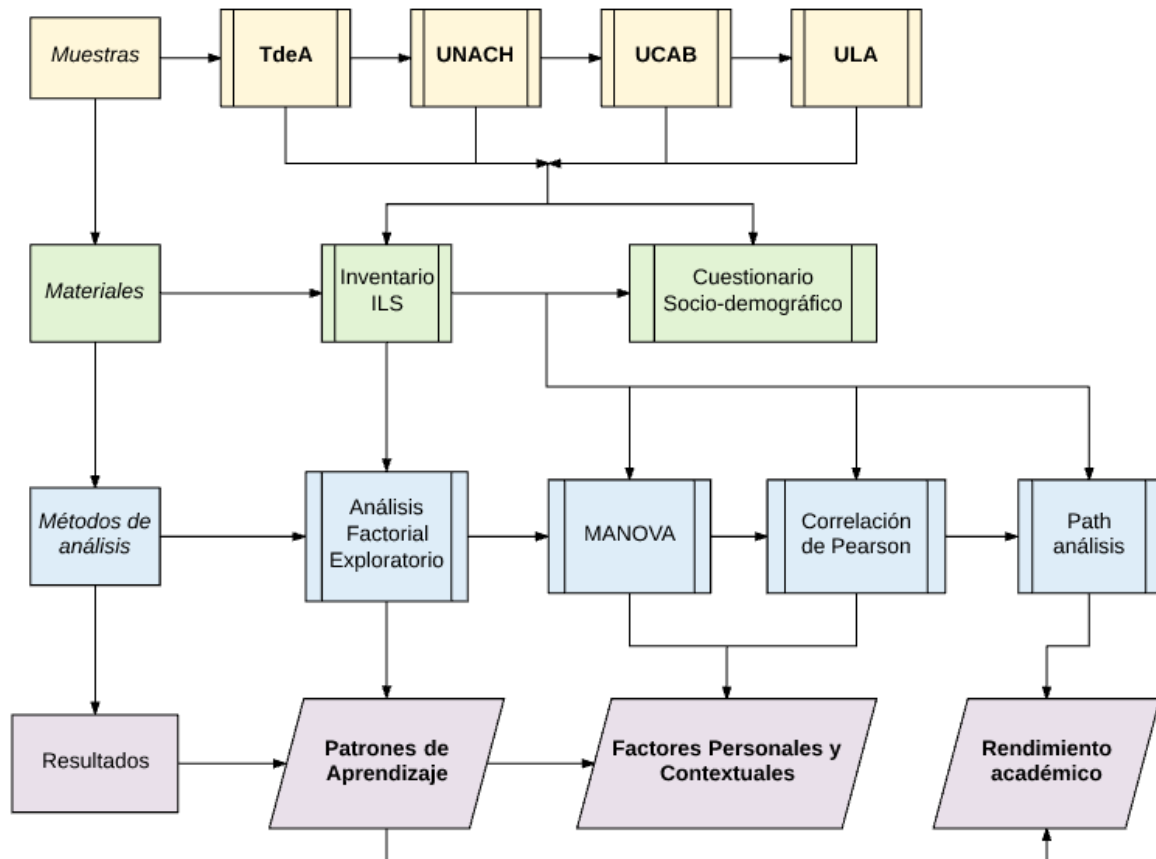 Muestras
TdeA
UNACH
UCAB
ULA
Materiales
Inventario
ILS
Cuestionario
Socio-demográfico
Métodos de
análisis
Análisis
Factorial
Exploratorio
MANOVA
Correlación
de Pearson
Path
análisis
Resultados
Patrones de
Aprendizaje
Factores Personales y
Contextuales
Rendimiento
académico